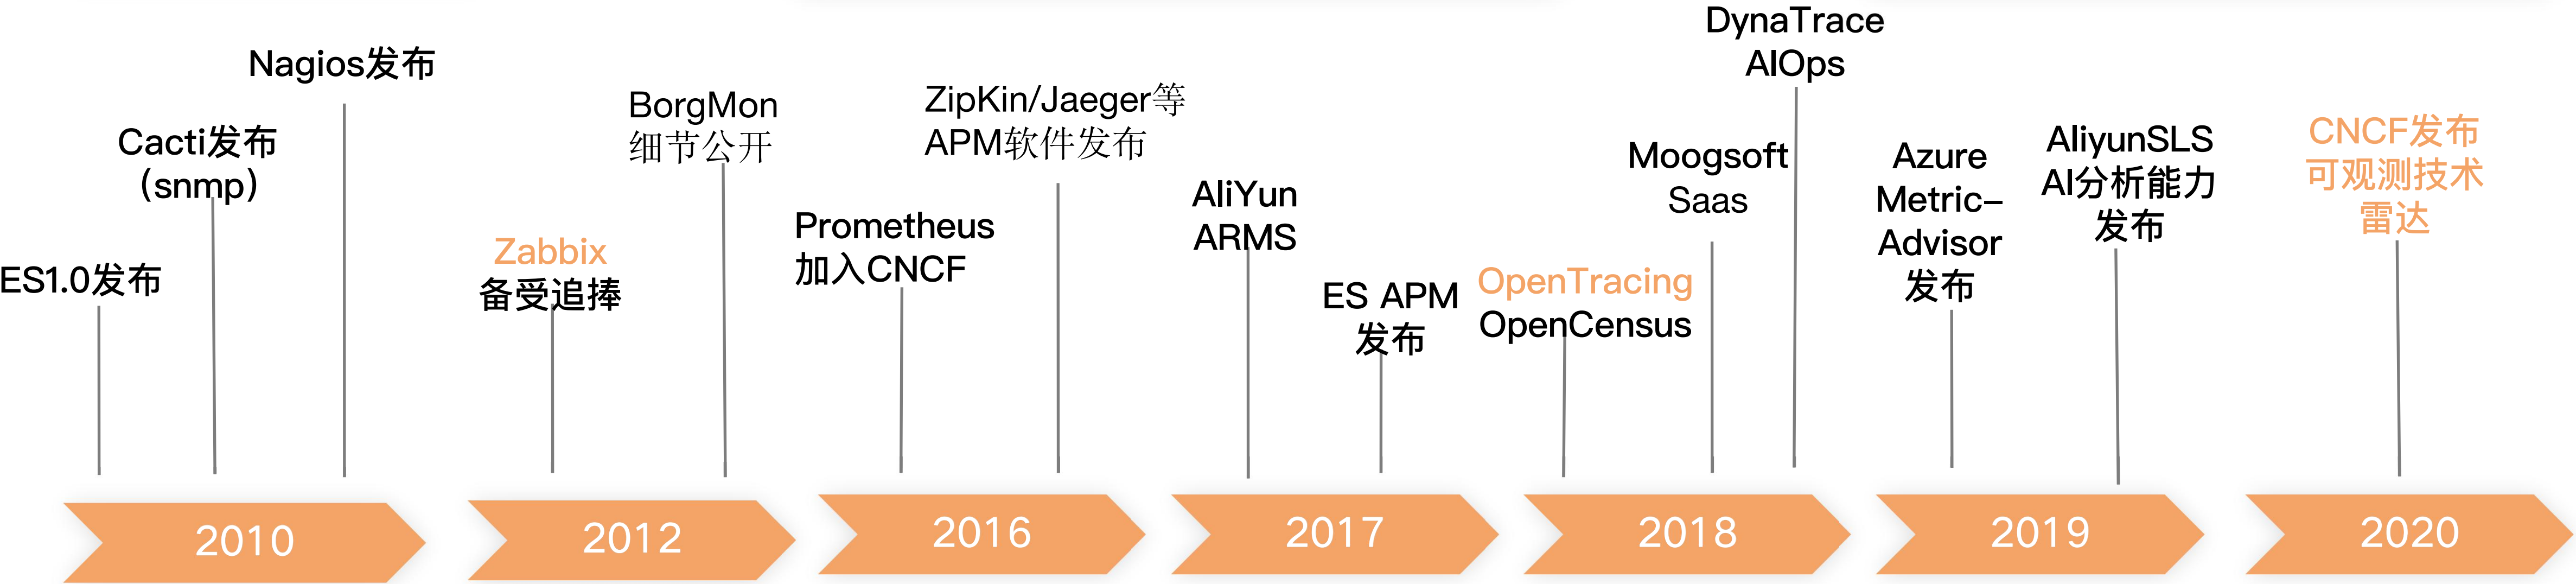 ES1.0发布
Cacti发布
(snmp)
Nagios发布
Zabbix
备受追捧
BorgMon
细节公开
Prometheus
加入CNCF
ZipKin/Jaeger等
APM软件发布
AliYun
ARMS
ES APM
发布
OpenTracing
OpenCensus
Moogsoft
Saas
DynaTrace
AIOps
Azure
Metric-
Advisor
发布
AliyunSLS
AI分析能力
发布
CNCF发布
可观测技术
雷达
2010
2012
2016
2017
2018
2019
2020